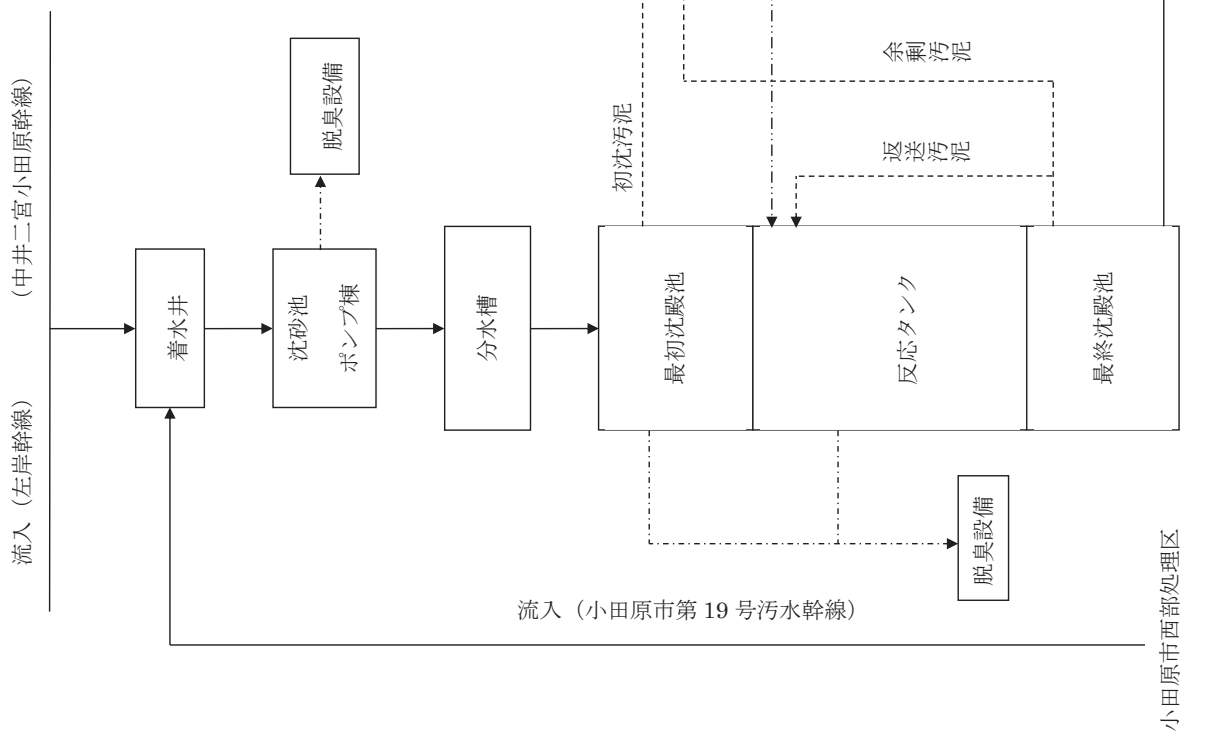 流入（左岸幹線）
（中井二宮小田原幹線）
着水井
沈砂池
ポンプ棟
脱臭設備
分水槽
最初沈殿池
初沈汚泥
反応タンク
返送汚泥
余剰汚泥
最終沈殿池
脱臭設備
流入（小田原市第 19 号汚水幹線）
小田原市西部処理区